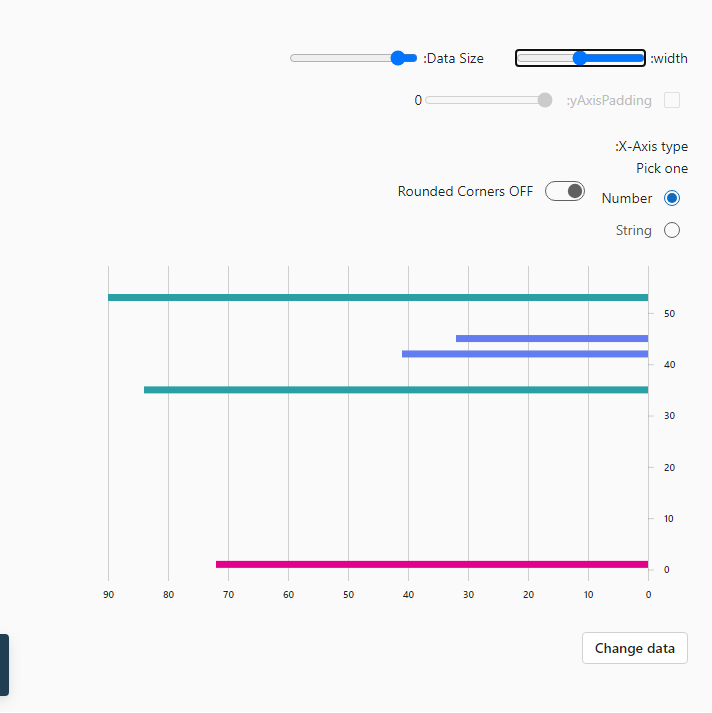 :width
:Data Size
:yAxisPadding
0
:X-Axis type
Pick one
Number
Rounded Corners OFF
String
50
40
30
20
10
0
90 80 70 60 50 40 30 20 10 0
Change data